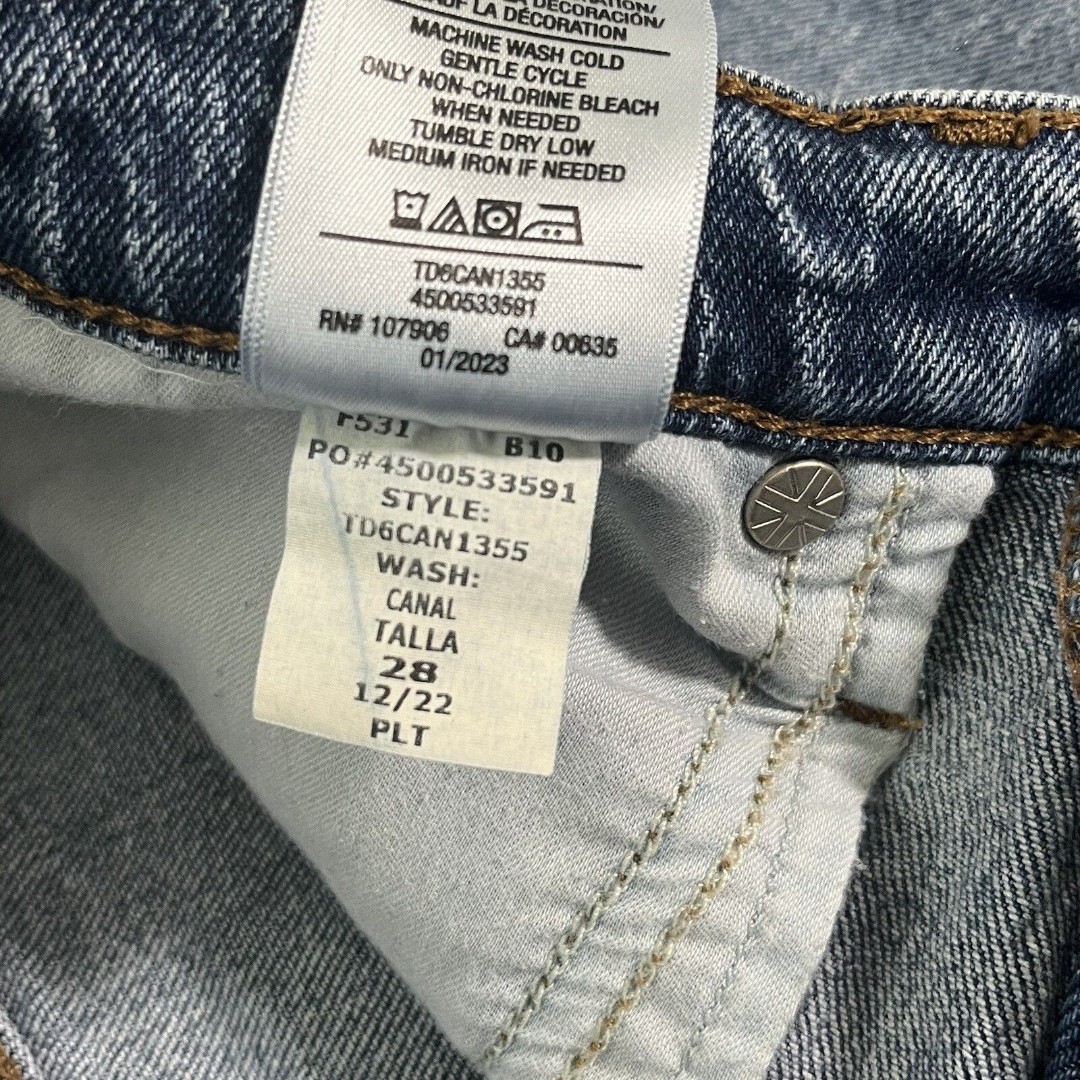 DÉCORACIÓN/
LA DÉCORATION
MACHINE WASH COLD
GENTLE CYCLE
ONLY NON-CHLORINE BLEACH
WHEN NEEDED
TUMBLE DRY LOW
MEDIUM IRON IF NEEDED
TD6CAN1355
4500533591
RN# 107906 CA# 00635
01/2023
F531 B10
PO#4500533591
STYLE:
TD6CAN1355
WASH:
CANAL
TALLA
28
12/22
PLT